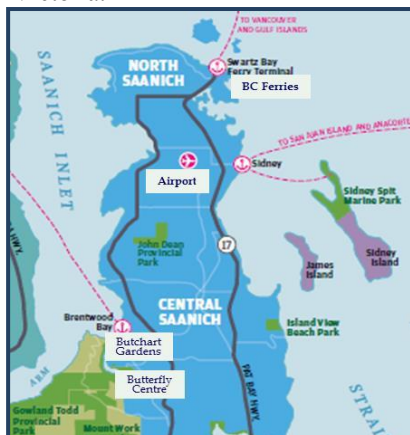 TO VANCOUVER
AND GULF ISLANDS
SAANICH INLET
NORTH
SAANICH
Swartz Bay
Ferry Terminal
BC Ferries
TO SAN JUAN ISLAND AND ANACORTE
Airport
Sidney
Sidney Spit
Marine Park
John Dean
Provincial
Park
17
James
Island
Sidney
Island
CENTRAL
SAANICH
Brentwood
Bay
Island View
Beach Park
Butchart
Gardens
Butterfly
Centre
PAT BAY HWY.
HWY.
ARM
STRAI
Gowland Todd
Provincial
Park
Mount Work